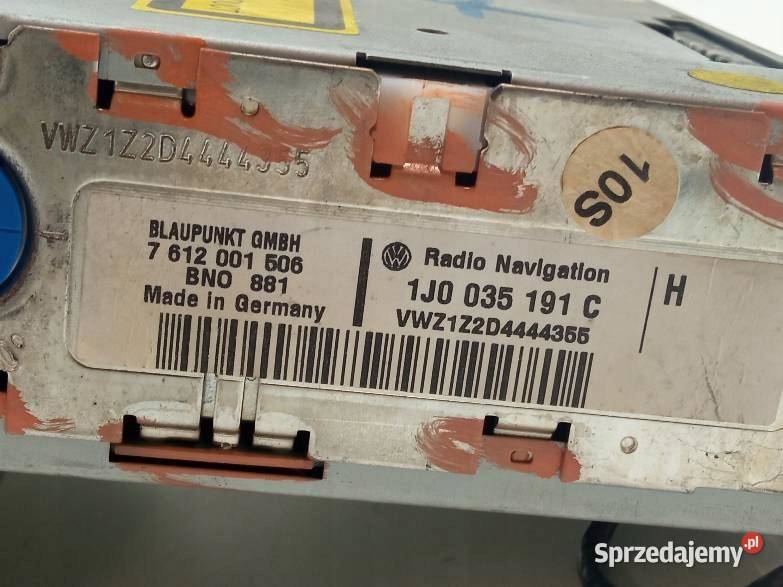 VWZ1Z2D4444355
10S
BLAUPUNKT GMBH
7 612 001 506
BNO 881
Made in Germany
Radio Navigation
1J0 035 191 C
VWZ1Z2D4444355
H
Sprzedajemy.pl